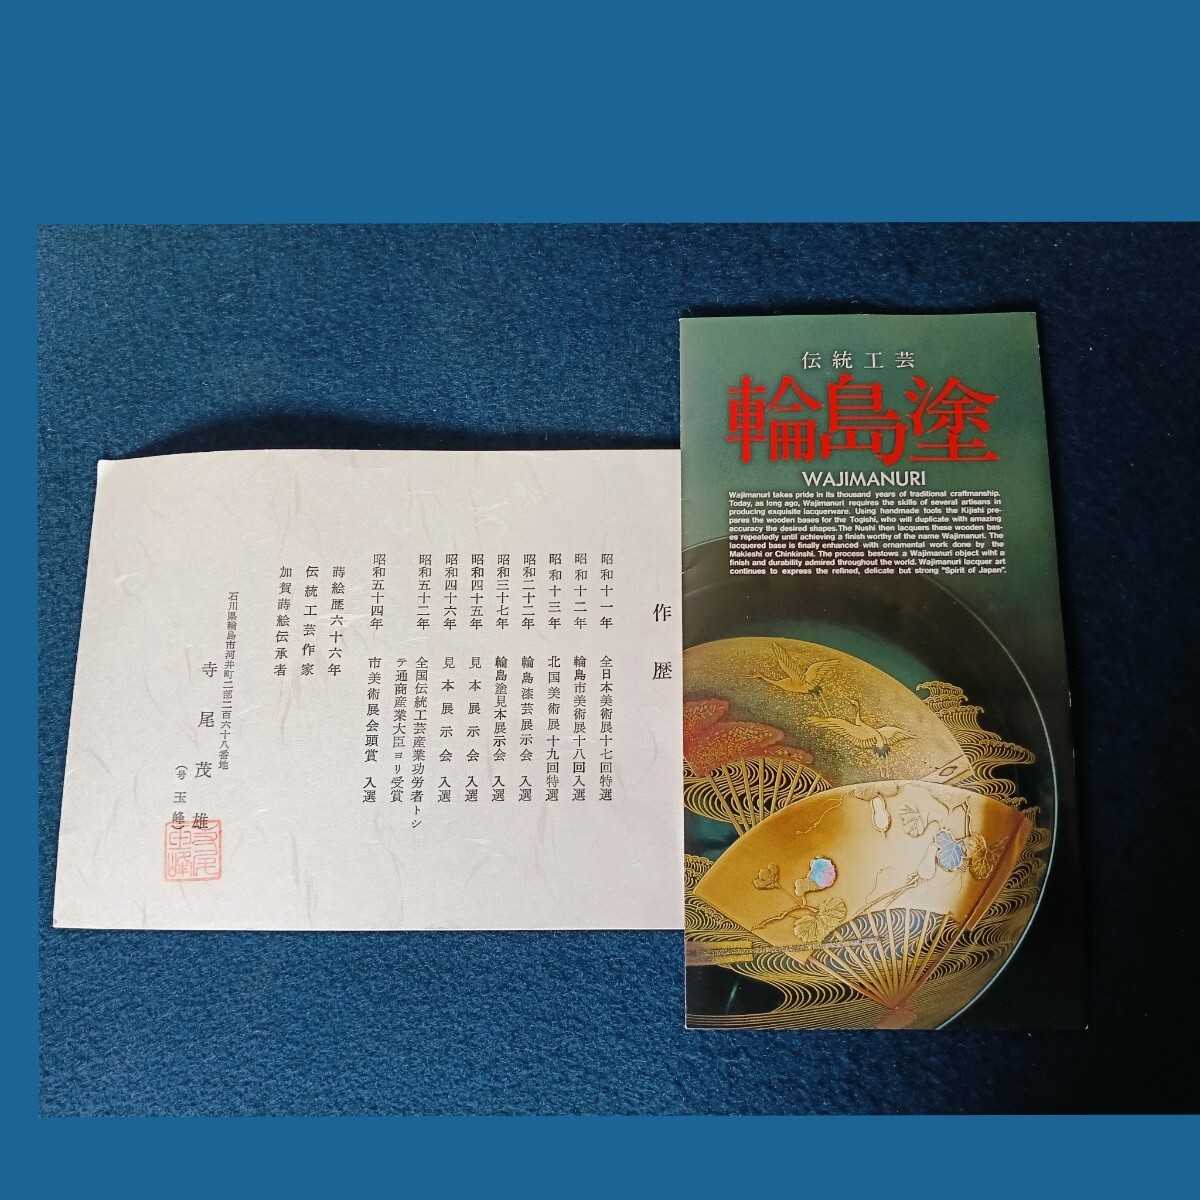 作歴
昭和十一年 全日本美術展十七回特選
昭和十二年 輪島市美術展十八回入選
昭和十三年 北国美術展十九回特選
昭和二十二年 輪島漆芸展示会 入選
昭和三十七年 輪島塗見本展示会 入選
昭和四十五年 見本展示会 入選
昭和四十六年 見本展示会 入選
昭和五十二年 全国伝統工芸産業功労者トシ
テ通商産業大臣ヨリ受賞
昭和五十四年 市美術展会頭賞 入選
蒔絵歴六十六年
伝統工芸作家
加賀蒔絵伝承者
石川県輪島市河井町二部二百六十八番地
寺尾茂雄
(号 玉峰)
寺尾玉峰
伝統工芸
輪島塗
WAJIMANURI
Wajimanuri takes pride in its thousand years of traditional craftmanship.
Today, as long ago, Wajimanuri requires the skills of several artisans in
producing exquisite lacquerware. Using handmade tools the Kijishi pre-
pares the wooden bases for the Togishi, who will duplicate with amazing
accuracy the desired shapes.The Nushi then lacquers these wooden bas-
es repeatedly until achieving a finish worthy of the name Wajimanuri. The
lacquered base is finally enhanced with ornamental work done by the
Makieshi or Chinkinshi. The process bestows a Wajimanuri object wiht a
finish and durability admired throughout the world. Wajimanuri lacquer art
continues to express the refined, delicate but strong "Spirit of Japan".